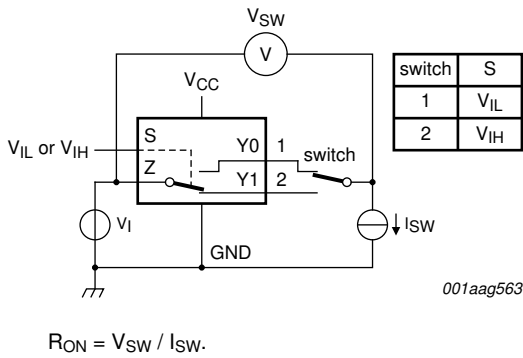 VSW
V
switch S
1 VIL
2 VIH
VCC
S
VIL or VIH
Y0 1
switch
Z
Y1 2
VI
ISW
GND
001aag563
RON = VSW / ISW.